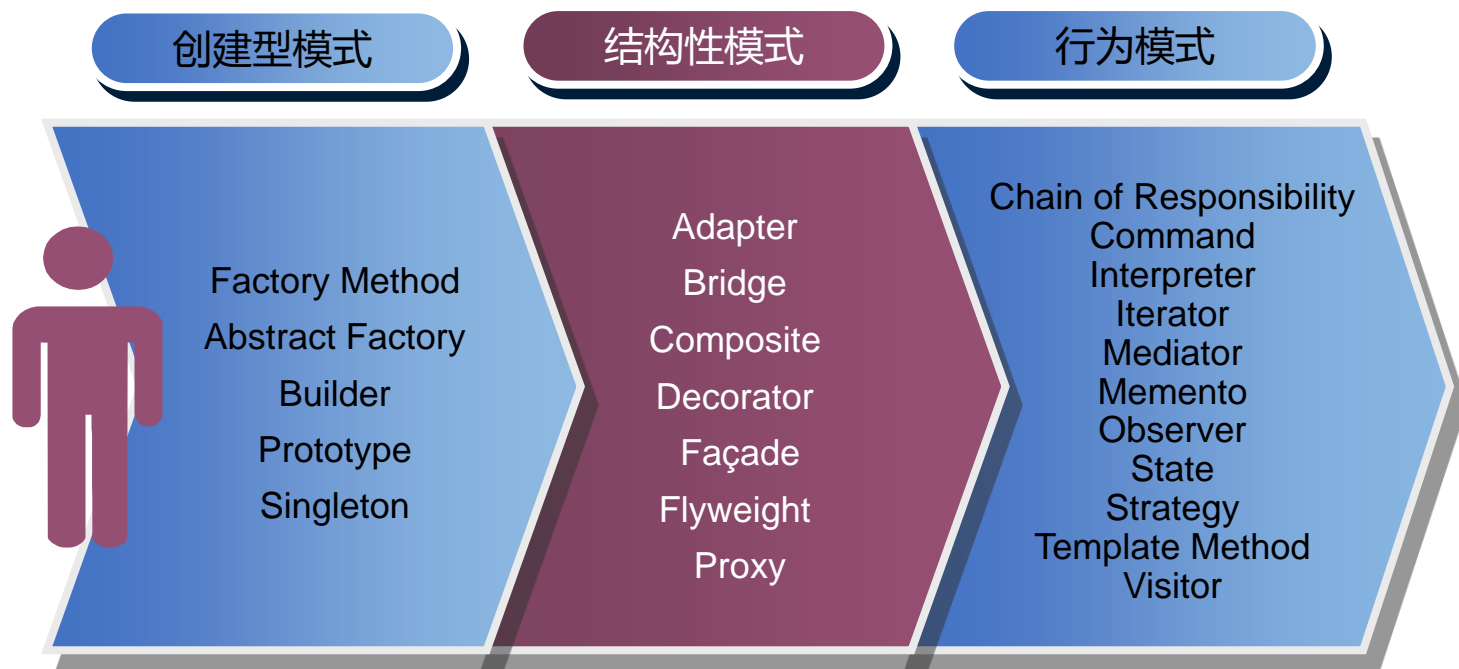 创建型模式
结构性模式
行为模式
Factory Method
Abstract Factory
Builder
Prototype
Singleton
Adapter
Bridge
Composite
Decorator
Façade
Flyweight
Proxy
Chain of Responsibility
Command
Interpreter
Iterator
Mediator
Memento
Observer
State
Strategy
Template Method
Visitor